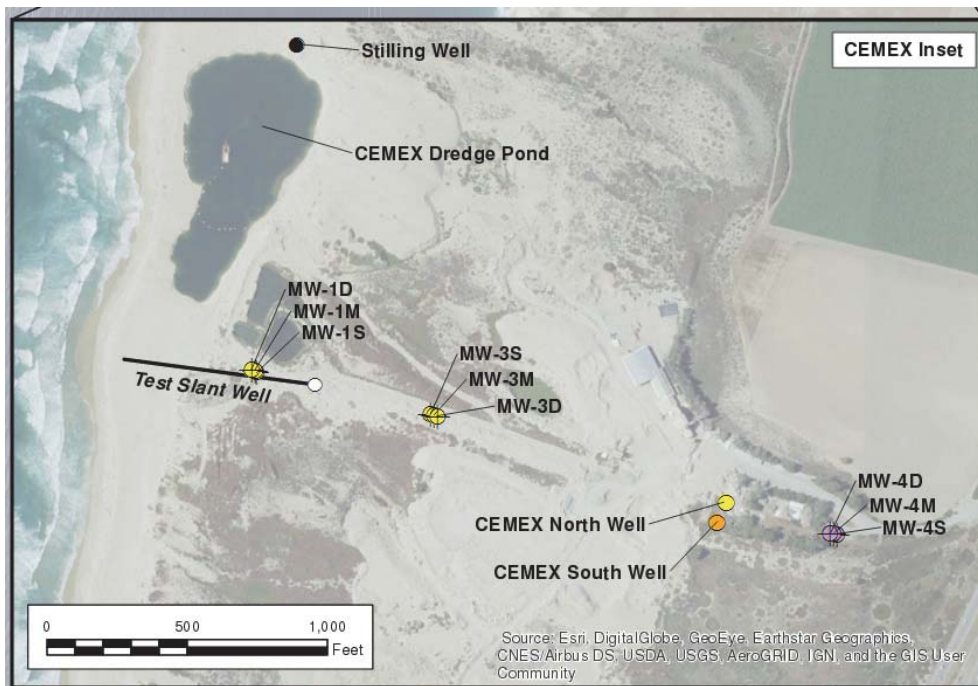 Stilling Well
CEMEX Inset
CEMEX Dredge Pond
MW-1D
MW-1M
MW-1S
Test Slant Well
MW-3S
MW-3M
MW-3D
MW-4D
MW-4M
MW-4S
CEMEX North Well
CEMEX South Well
0 500 1,000
Feet
Source: Esri, DigitalGlobe, GeoEye, Earthstar Geographics,
CNES/Airbus DS, USDA, USGS, AeroGRID, IGN, and the GIS User
Community